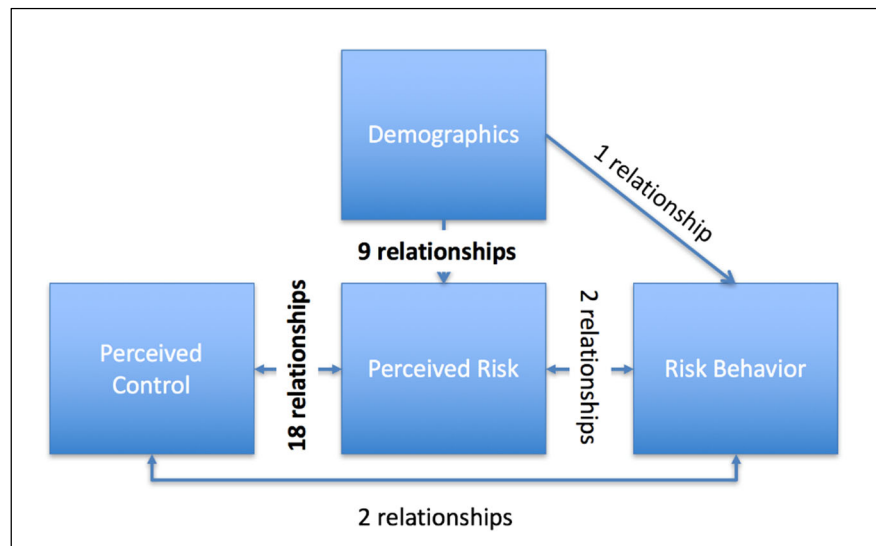 Demographics
1 relationship
9 relationships
Perceived
Control
18 relationships
Perceived Risk
2 relationships
Risk Behavior
2 relationships